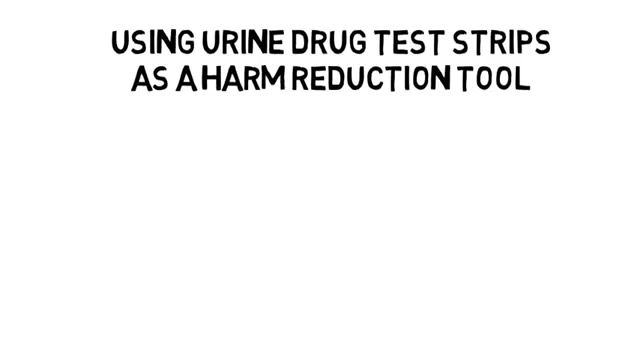 USING URINE DRUG TEST STRIPS
AS A HARM REDUCTION TOOL